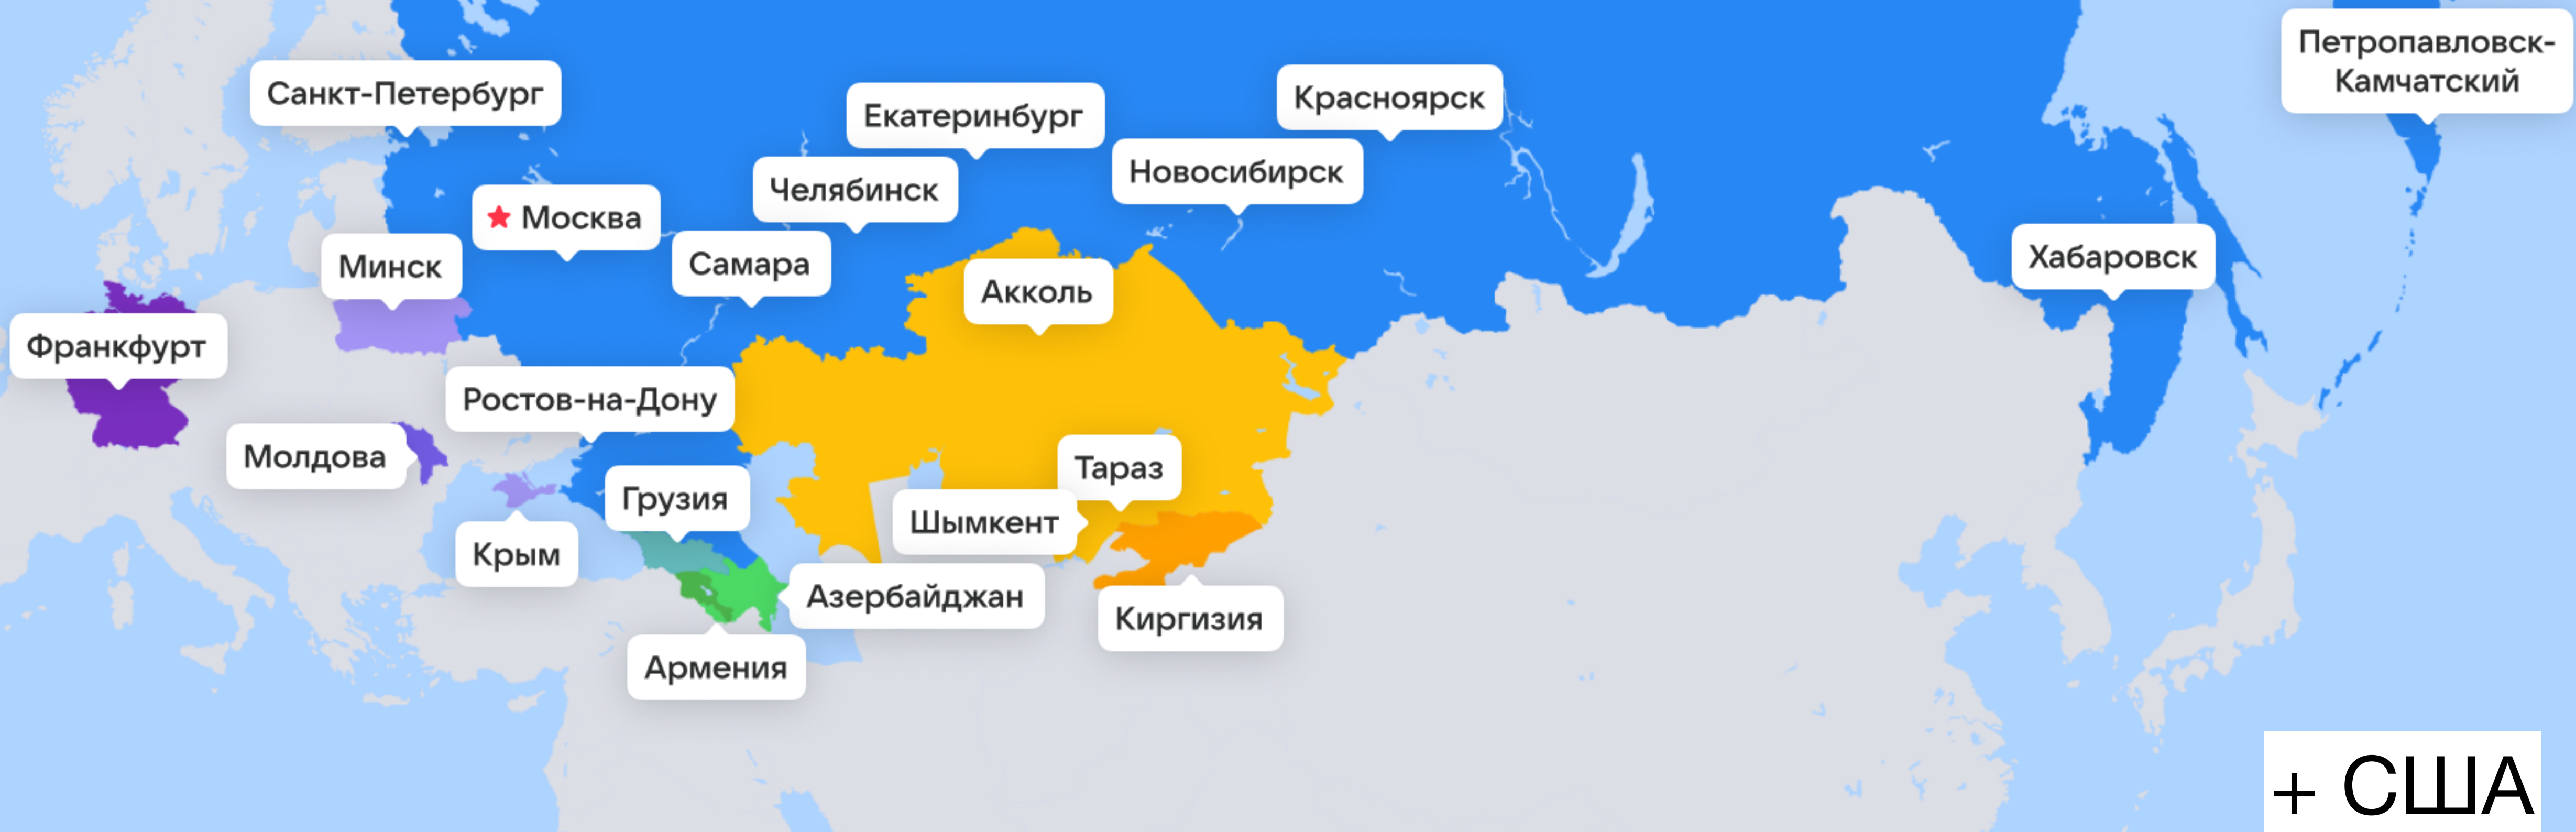 Петропавловск-
Камчатский
Санкт-Петербург
Екатеринбург
Красноярск
Новосибирск
Челябинск
Москва
Минск
Самара
Хабаровск
Акколь
Франкфурт
Ростов-на-Дону
Молдова
Тараз
Грузия
Шымкент
Крым
Азербайджан
Киргизия
Армения
+ США